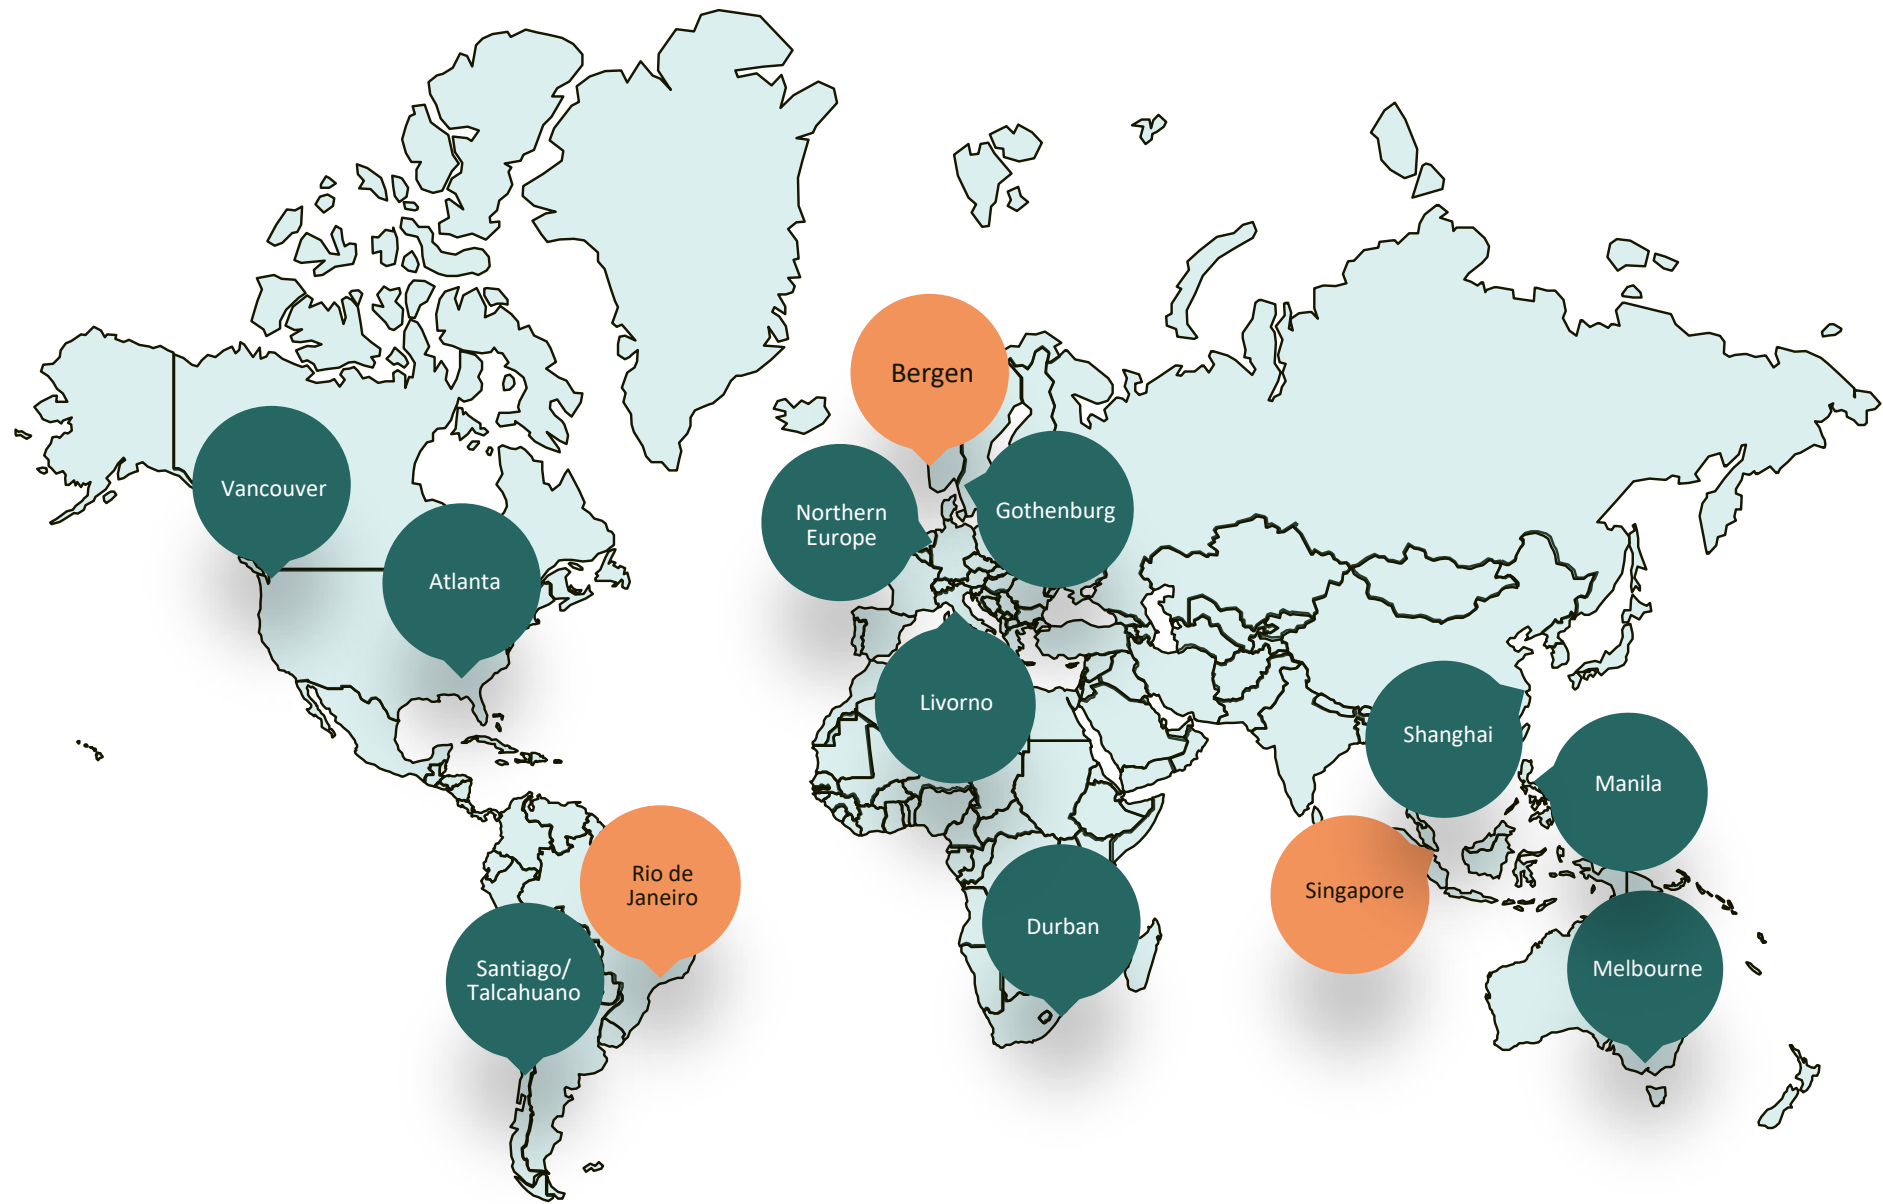 Bergen
Vancouver
Northern
Europe
Gothenburg
Atlanta
Livorno
Shanghai
Manila
Rio de
Janeiro
Singapore
Durban
Santiago/
Talcahuano
Melbourne